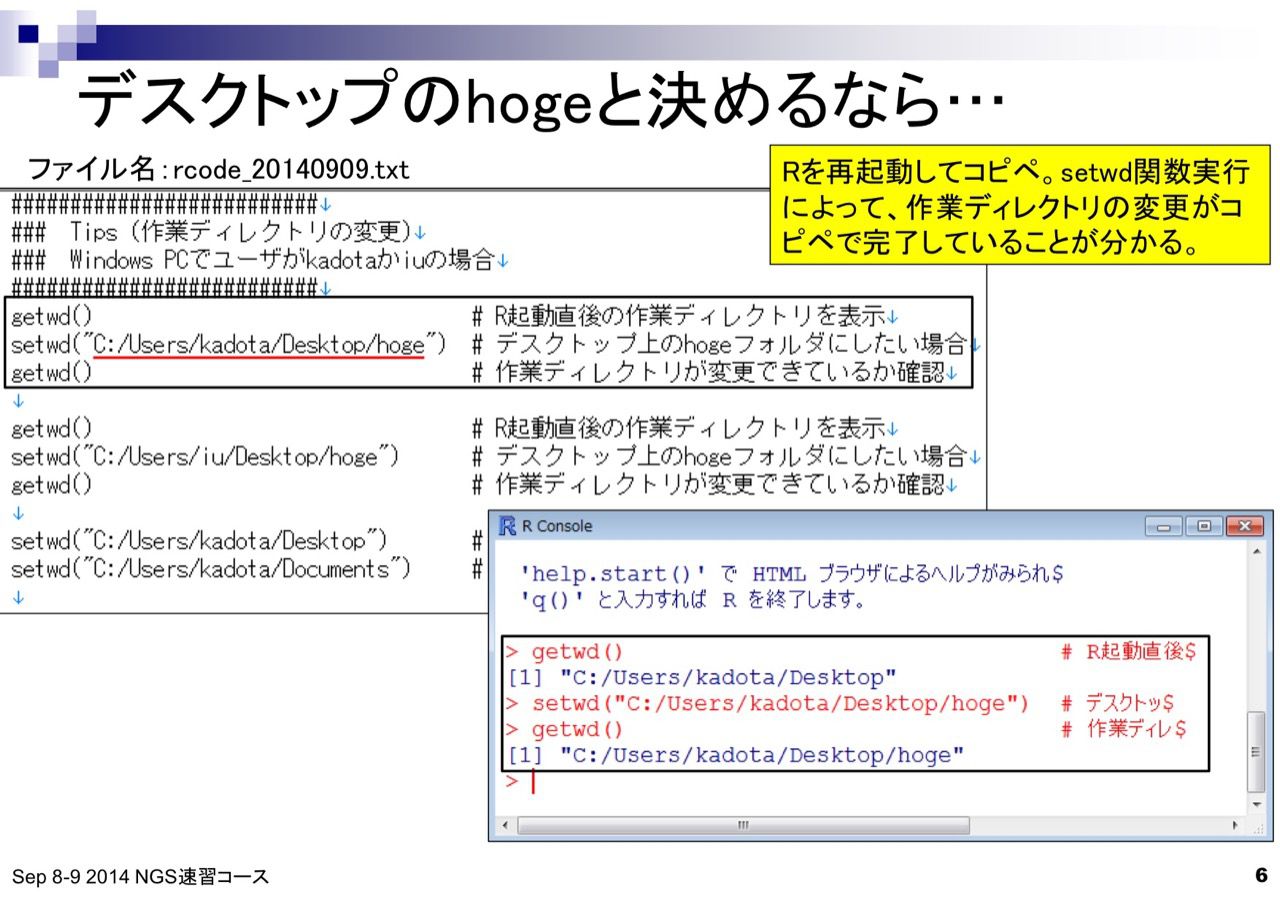 デスクトップのhogeと決めるなら…
ファイル名:rcode_20140909.txt
Rを再起動してコピペ。setwd関数実行
によって、作業ディレクトリの変更がコ
ピペで完了していることが分かる。
##########################↓
### Tips (作業ディレクトリの変更)↓
### Windows PCでユーザがkadotaかiuの場合↓
##########################↓
getwd() # R起動直後の作業ディレクトリを表示↓
setwd("C:/Users/kadota/Desktop/hoge") # デスクトップ上のhogeフォルダにしたい場合↓
getwd() # 作業ディレクトリが変更できているか確認↓
↓
getwd() # R起動直後の作業ディレクトリを表示↓
setwd("C:/Users/iu/Desktop/hoge") # デスクトップ上のhogeフォルダにしたい場合↓
getwd() # 作業ディレクトリが変更できているか確認↓
↓
setwd("C:/Users/kadota/Desktop") #
setwd("C:/Users/kadota/Documents") #
↓
R Console
'help.start()' で HTML ブラウザによるヘルプがみられ$
'q()' と入力すれば R を終了します。
> getwd() # R起動直後$
[1] "C:/Users/kadota/Desktop"
> setwd("C:/Users/kadota/Desktop/hoge") # デスクトッ$
> getwd() # 作業ディレ$
[1] "C:/Users/kadota/Desktop/hoge"
>
Sep 8-9 2014 NGS速習コース
6